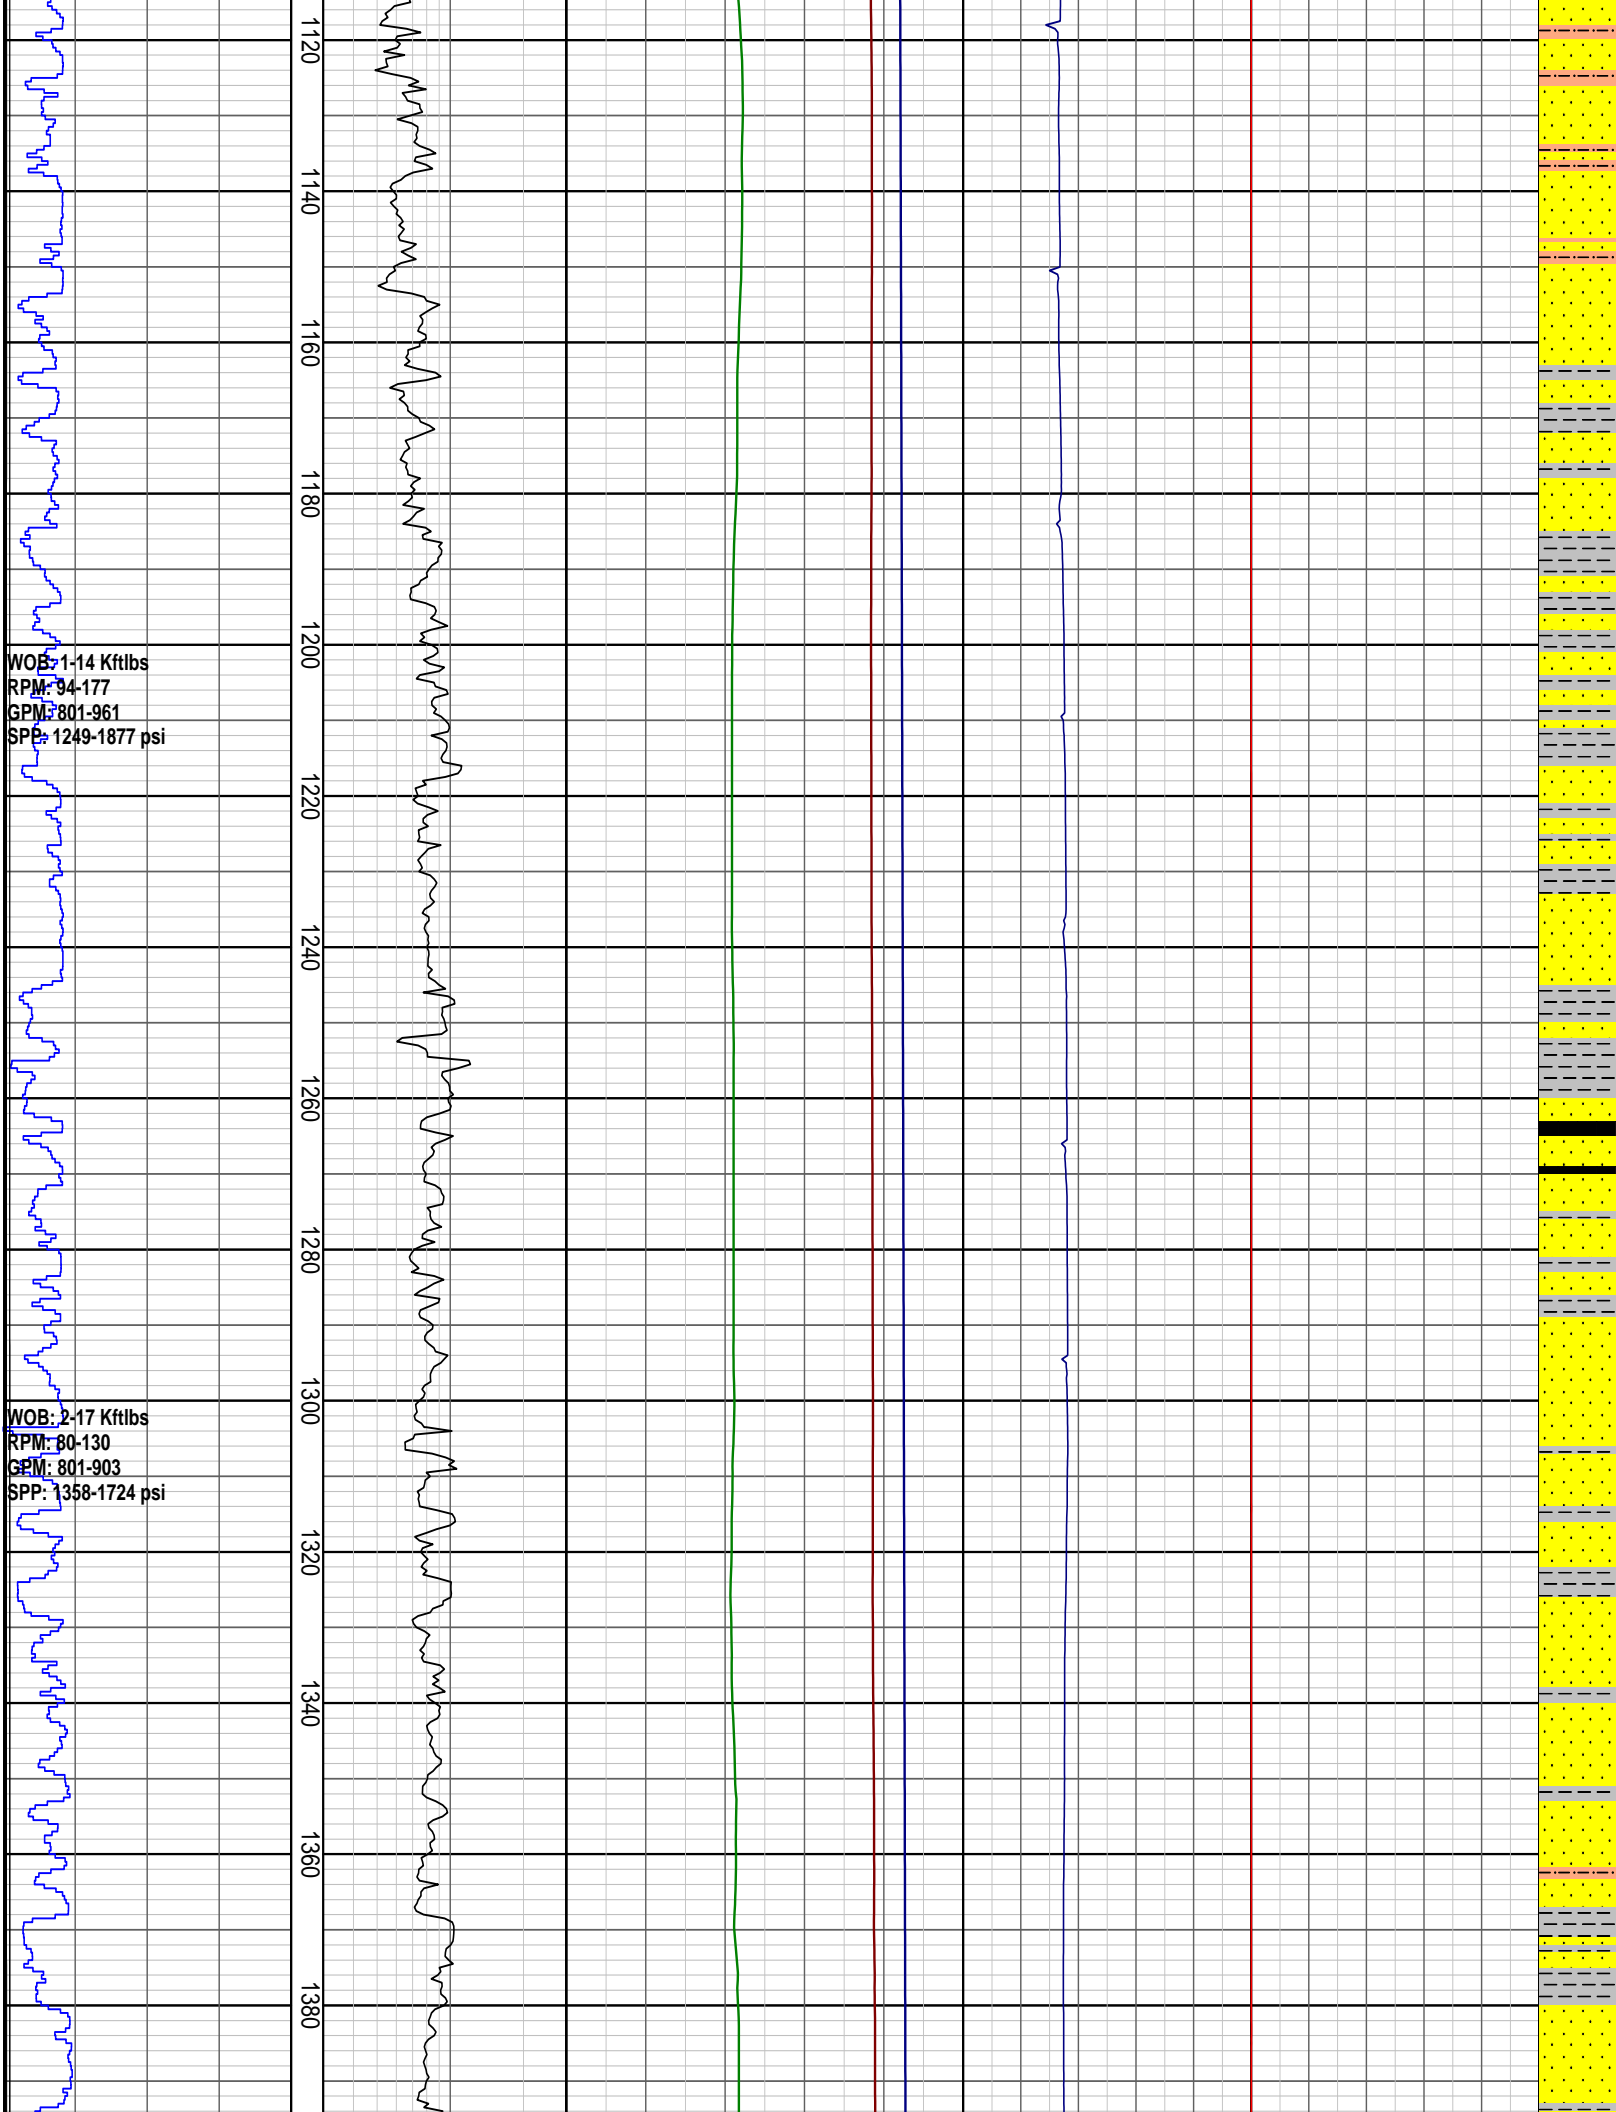 1120
1140
1160
1180
1200
WOB: 1-14 Kftlbs
RPM: 94-177
GPM: 801-961
SPP: 1249-1877 psi
1220
1240
1260
1280
1300
WOB: 2-17 Kftlbs
RPM: 80-130
GPM: 801-903
SPP: 1358-1724 psi
1320
1340
1360
1380